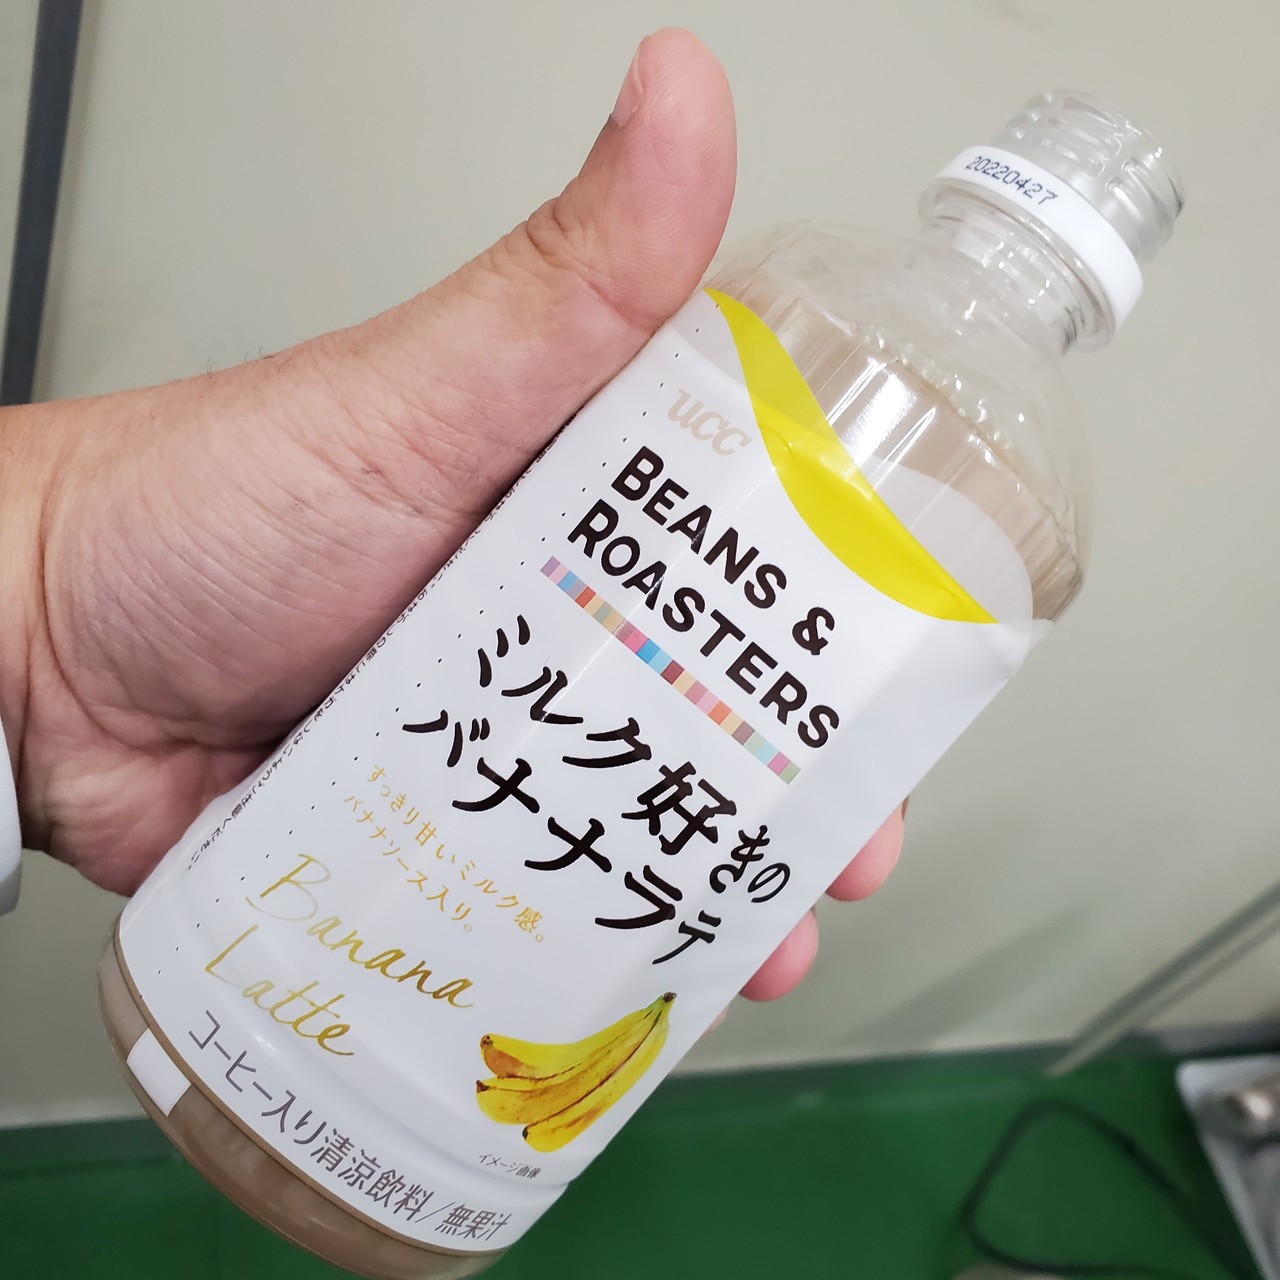 20220427
UCC
BEANS &
ROASTERS
ミルク好きの
バナナラテ
すっきり甘いミルク感。
バナナソース入り。
Banana
Latte
イメージ画像
コーヒー入り清涼飲料/無果汁